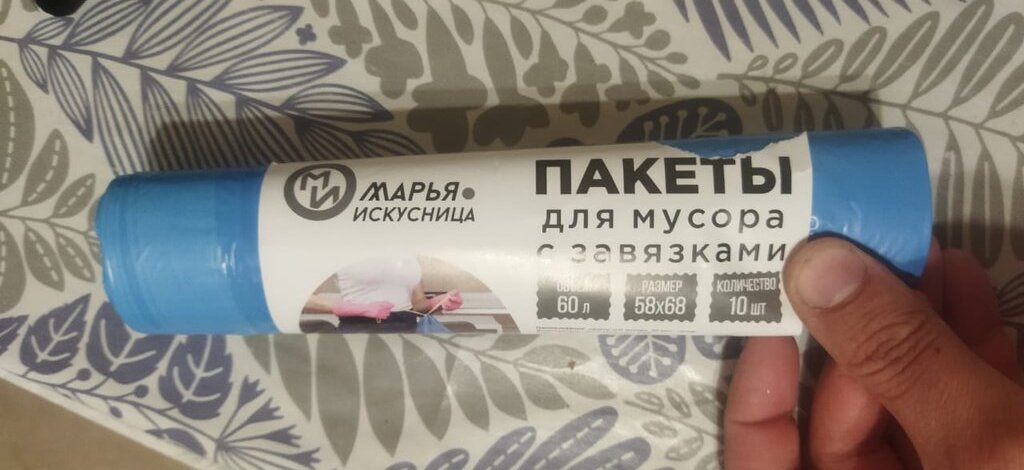 МИ
МАРЬЯ
ИСКУСНИЦА
ПАКЕТЫ
для мусора
с завязками
60 л
РАЗМЕР
58х68
КОЛИЧЕСТВО
10 шт